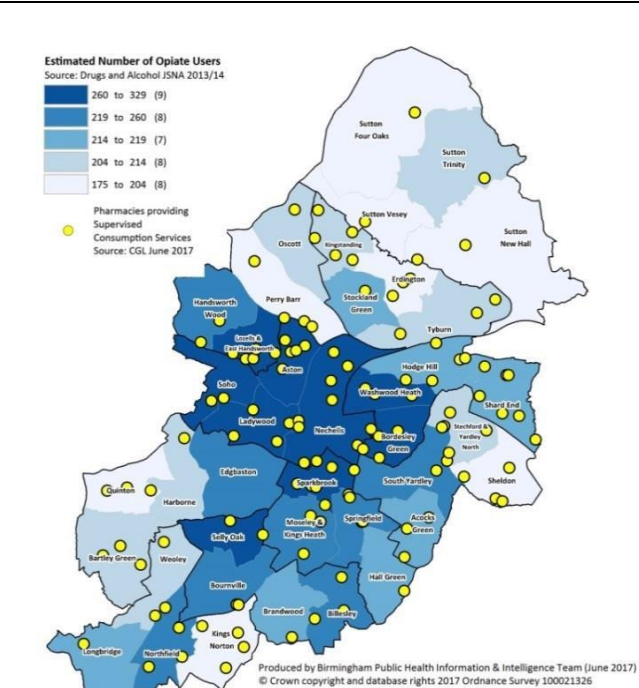 Estimated Number of Opiate Users
Source: Drugs and Alcohol JSNA 2013/14
260 to 329 (9)
219 to 260 (8)
214 to 219 (7)
204 to 214 (8)
175 to 204 (8)
Pharmacies providing
Supervised
Consumption Services
Source: CGL June 2017
Sutton
Four Oaks
Sutton
Trinity
Sutton Vesey
Sutton
New Hall
Oscott
Kingstanding
Erdington
Perry Barr
Stockland
Green
Handsworth
Wood
Tyburn
Lozells &
East Handsworth
Aston
Hodge Hill
Soho
Washwood Heath
Shard End
Ladywood
Nechells
Bordesley
Green
Stechford &
Yardley
North
Edgbaston
Sparkbrook
South Yardley
Sheldon
Quinton
Harborne
Selly Oak
Moseley &
Kings Heath
Springfield
Acocks
Green
Bartley Green
Weoley
Hall Green
Bournville
Brandwood
Billesley
Longbridge
Northfield
Kings
Norton
Produced by Birmingham Public Health Information & Intelligence Team (June 2017)
© Crown copyright and database rights 2017 Ordnance Survey 100021326